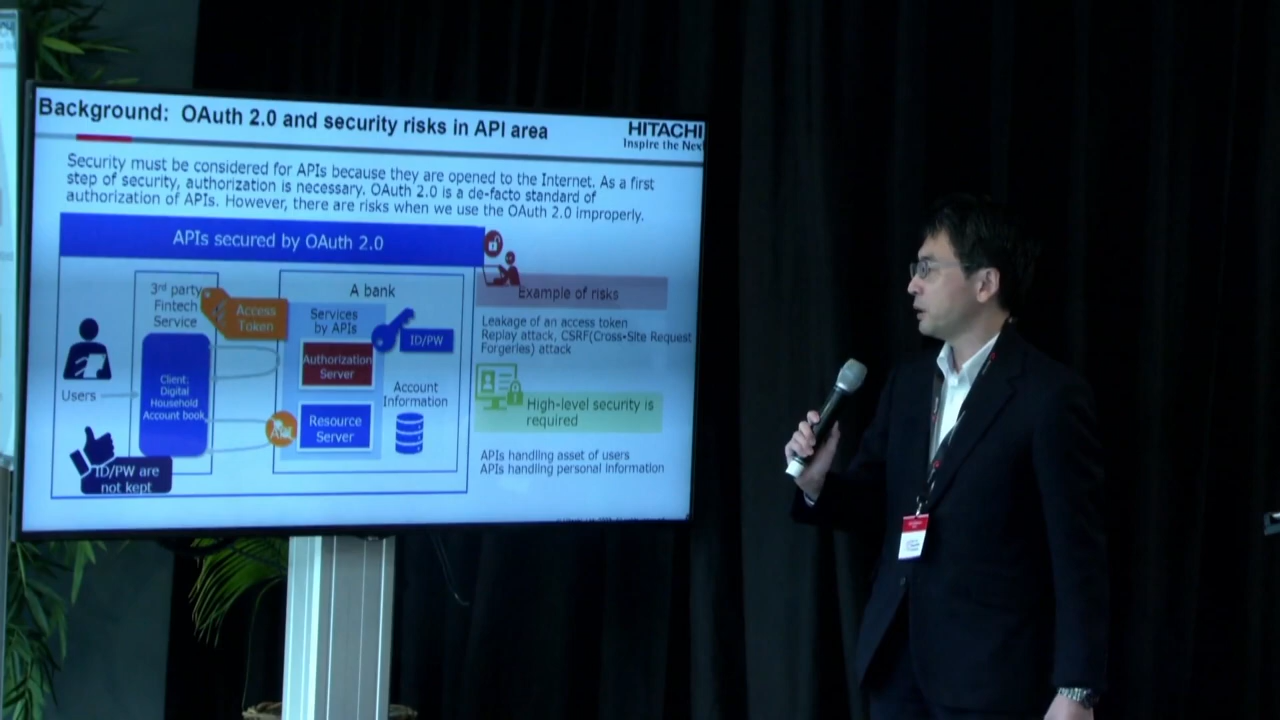 Background: OAuth 2.0 and security risks in API area
HITACHI
Inspire the Nex
Security must be considered for APIs because they are opened to the Internet. As a first
step of security, authorization is necessary. OAuth 2.0 is a de-facto standard of
authorization of APIs. However, there are risks when we use the OAuth 2.0 improperly.
APIs secured by OAuth 2.0
3rd party
Fintech
Service
Access
Token
A bank
Services
by APIs
ID/PW
Authorization
Server
Users
Client:
Digital
Household
Account book
Account
Information
Resource
Server
ID/PW are
not kept
Example of risks
Leakage of an access token
Replay attack, CSRF(Cross-Site Request
Forgeries) attack
High-level security is
required
APIs handling asset of users
APIs handling personal information